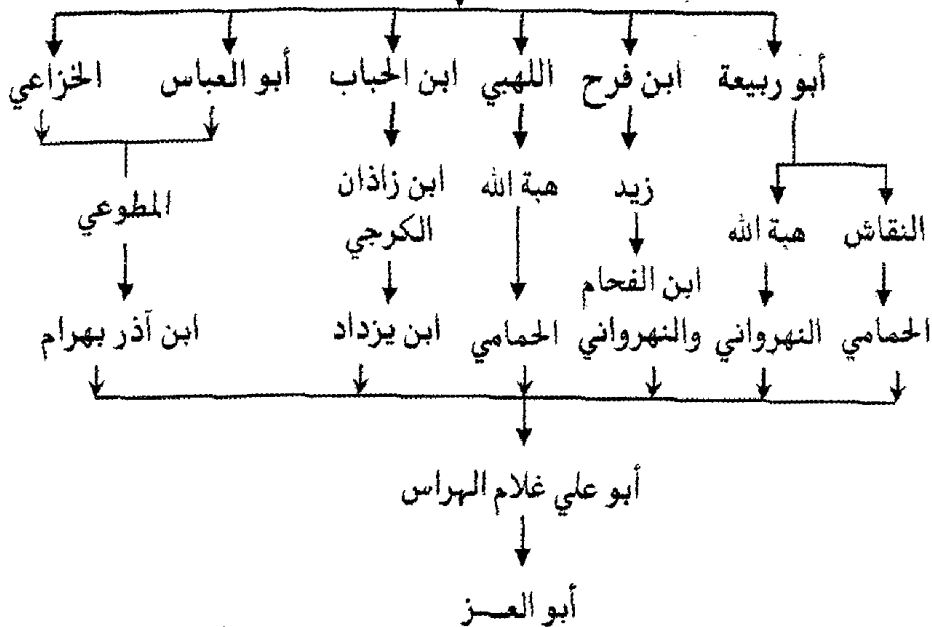 أبو ربيعة ابن فرح اللهبي ابن الحباب أبو العباس الخزاعي
زيد هبة الله ابن زاذان
النقاش هبة الله الكرجي المطوعي
ابن الفحام
الحمامي النهرواني والنهرواني الحمامي ابن يزداد ابن آذر بهرام
أبو علي غلام الهراس
أبو العـــز